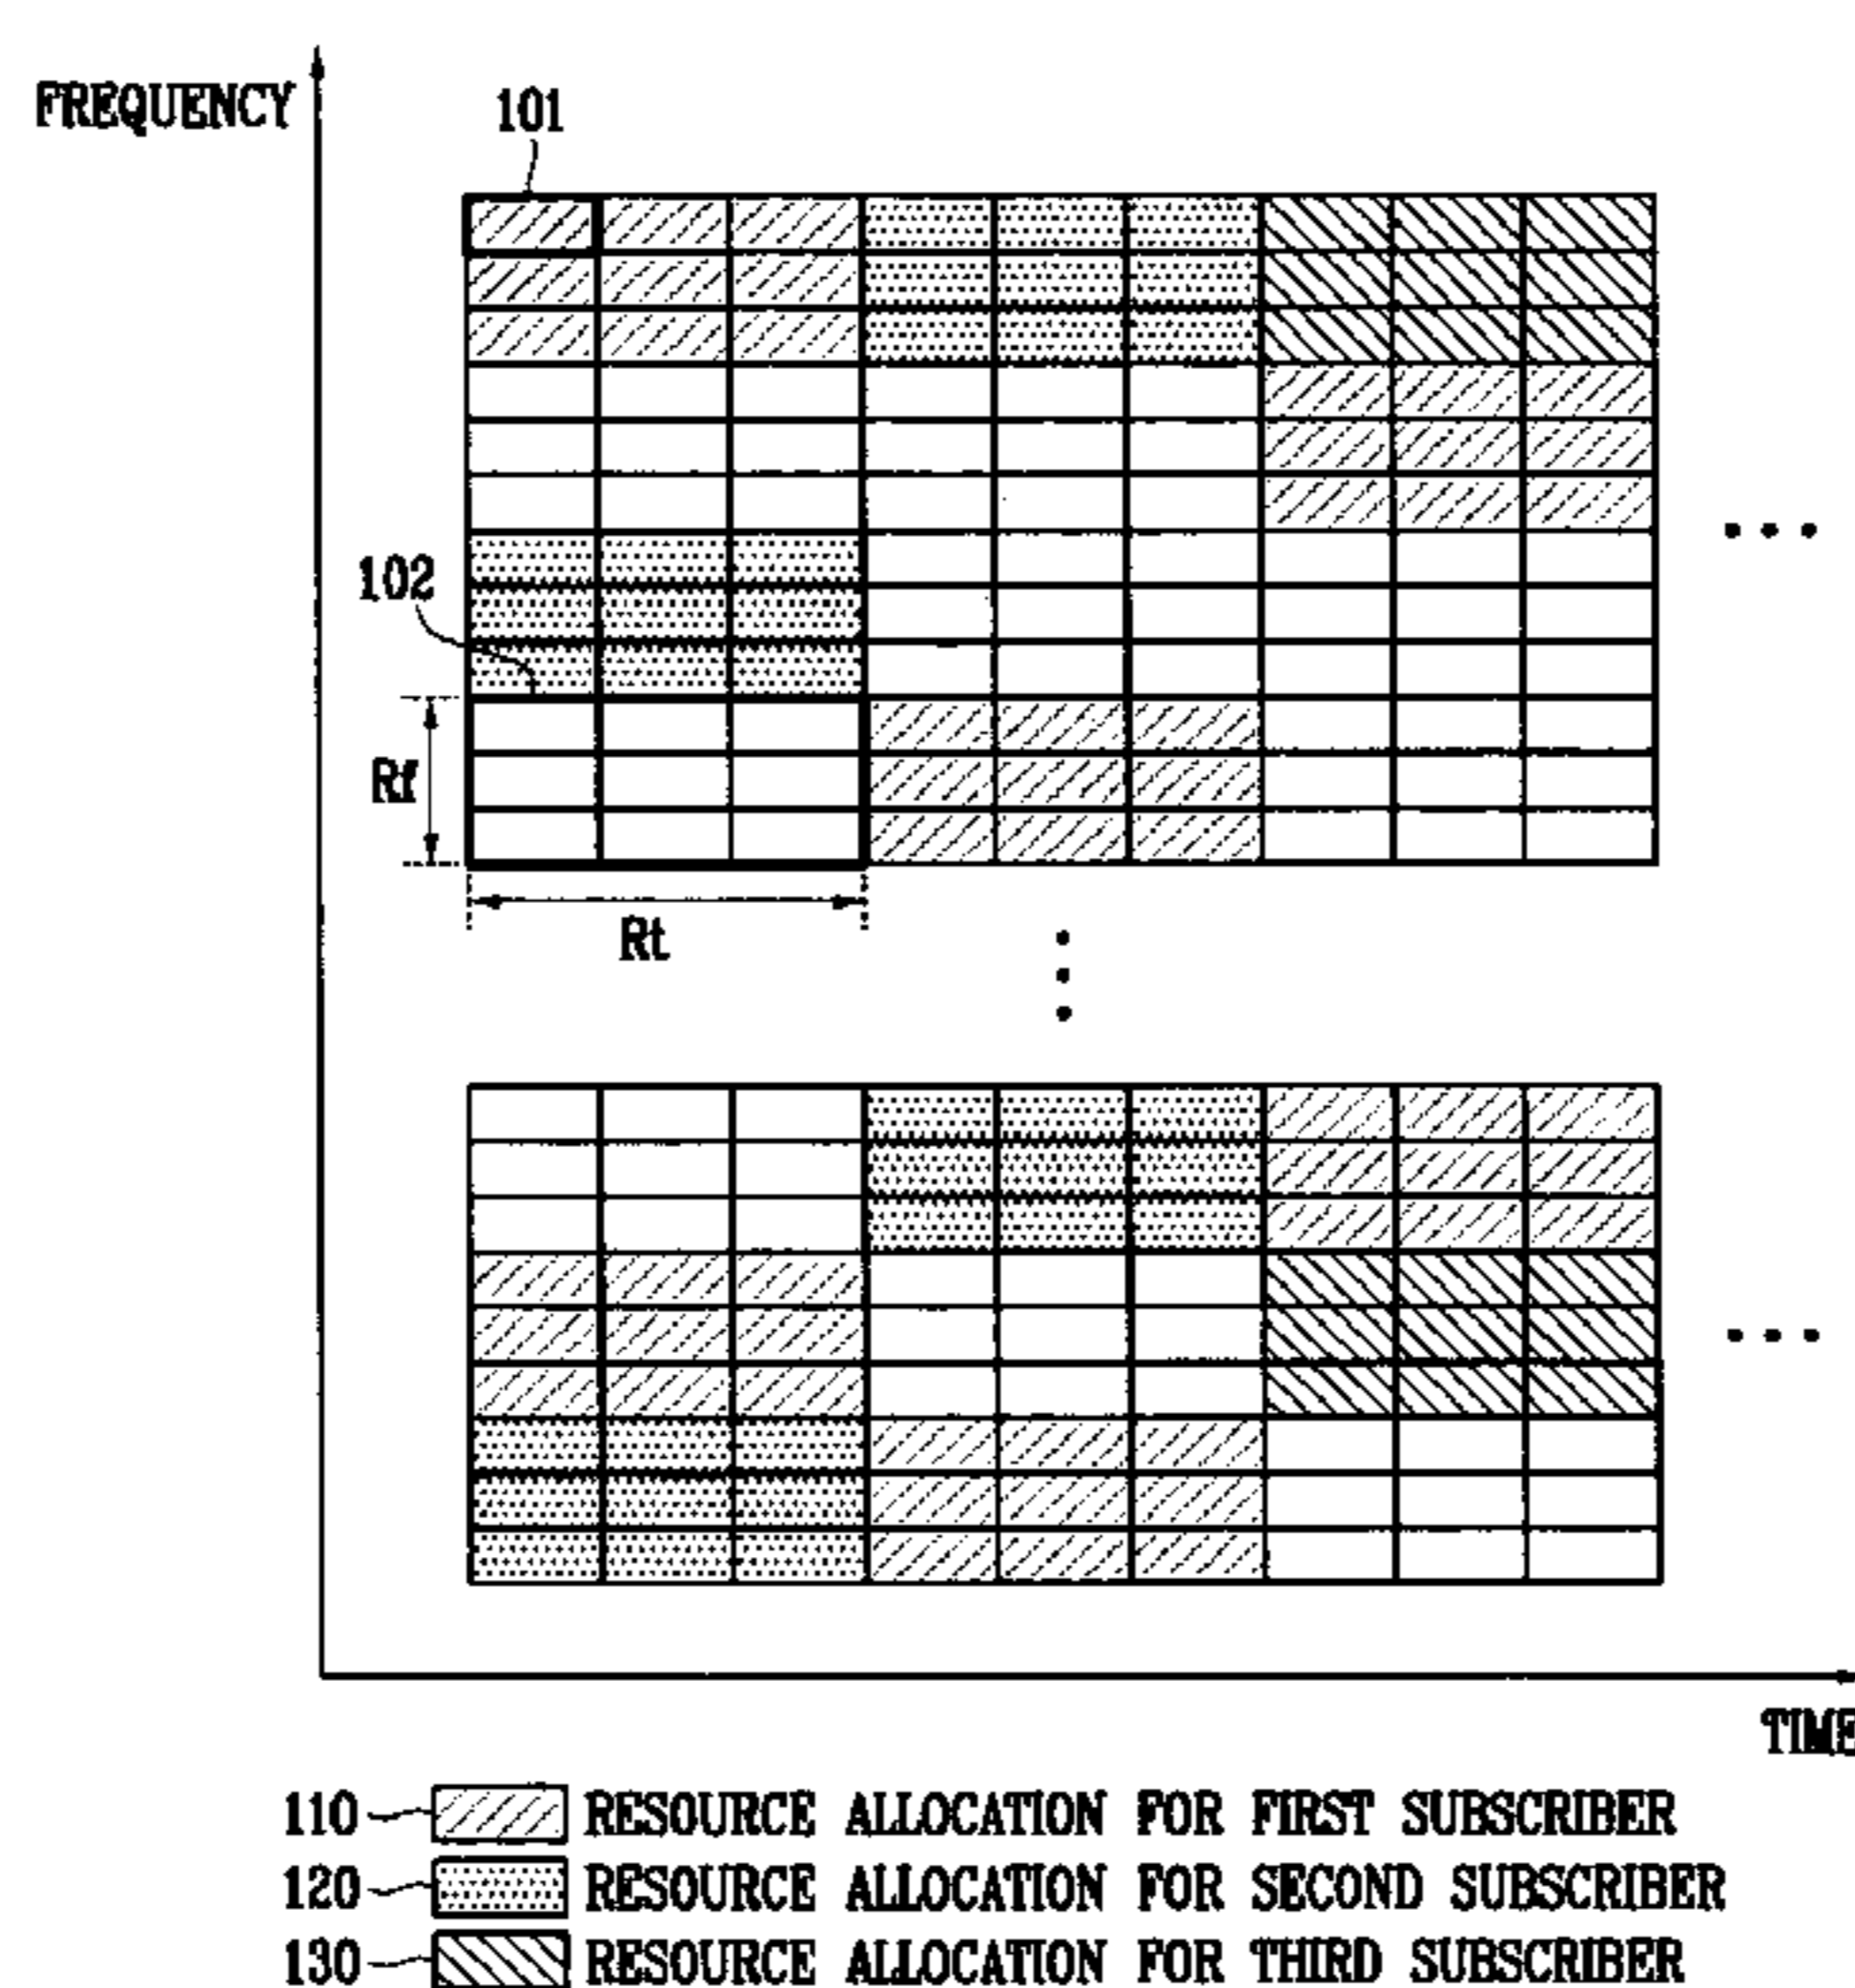 FREQUENCY
101
102
Rf
Rt
TIME
110 RESOURCE ALLOCATION FOR FIRST SUBSCRIBER
120 RESOURCE ALLOCATION FOR SECOND SUBSCRIBER
130 RESOURCE ALLOCATION FOR THIRD SUBSCRIBER